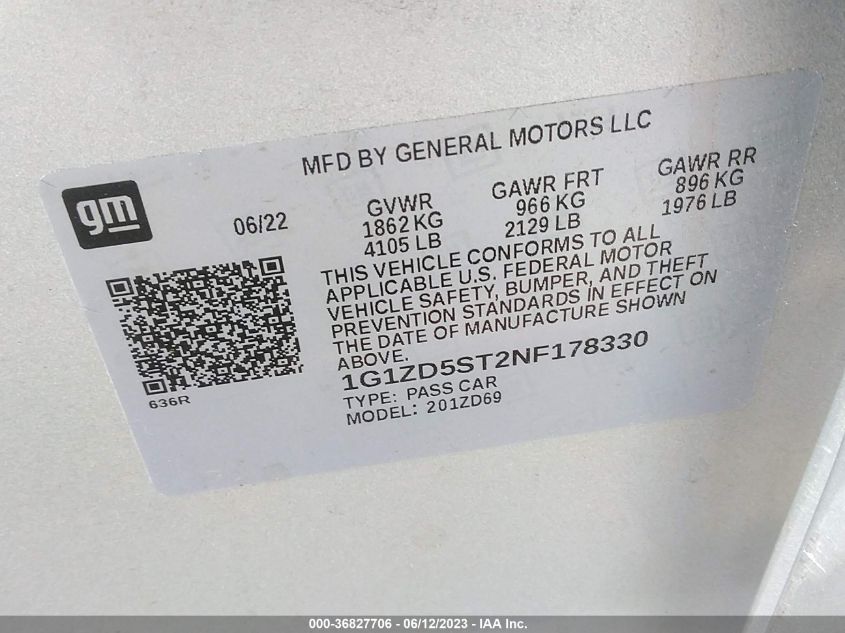 MFD BY GENERAL MOTORS LLC
gm
06/22
GVWR
1862 KG
4105 LB
GAWR FRT
966 KG
2129 LB
GAWR RR
896 KG
1976 LB
THIS VEHICLE CONFORMS TO ALL
APPLICABLE U.S. FEDERAL MOTOR
VEHICLE SAFETY, BUMPER, AND THEFT
PREVENTION STANDARDS IN EFFECT ON
THE DATE OF MANUFACTURE SHOWN
ABOVE.
1G1ZD5ST2NF178330
TYPE: PASS CAR
MODEL: 201ZD69
636R
000-36827706 - 06/12/2023 - IAA Inc.